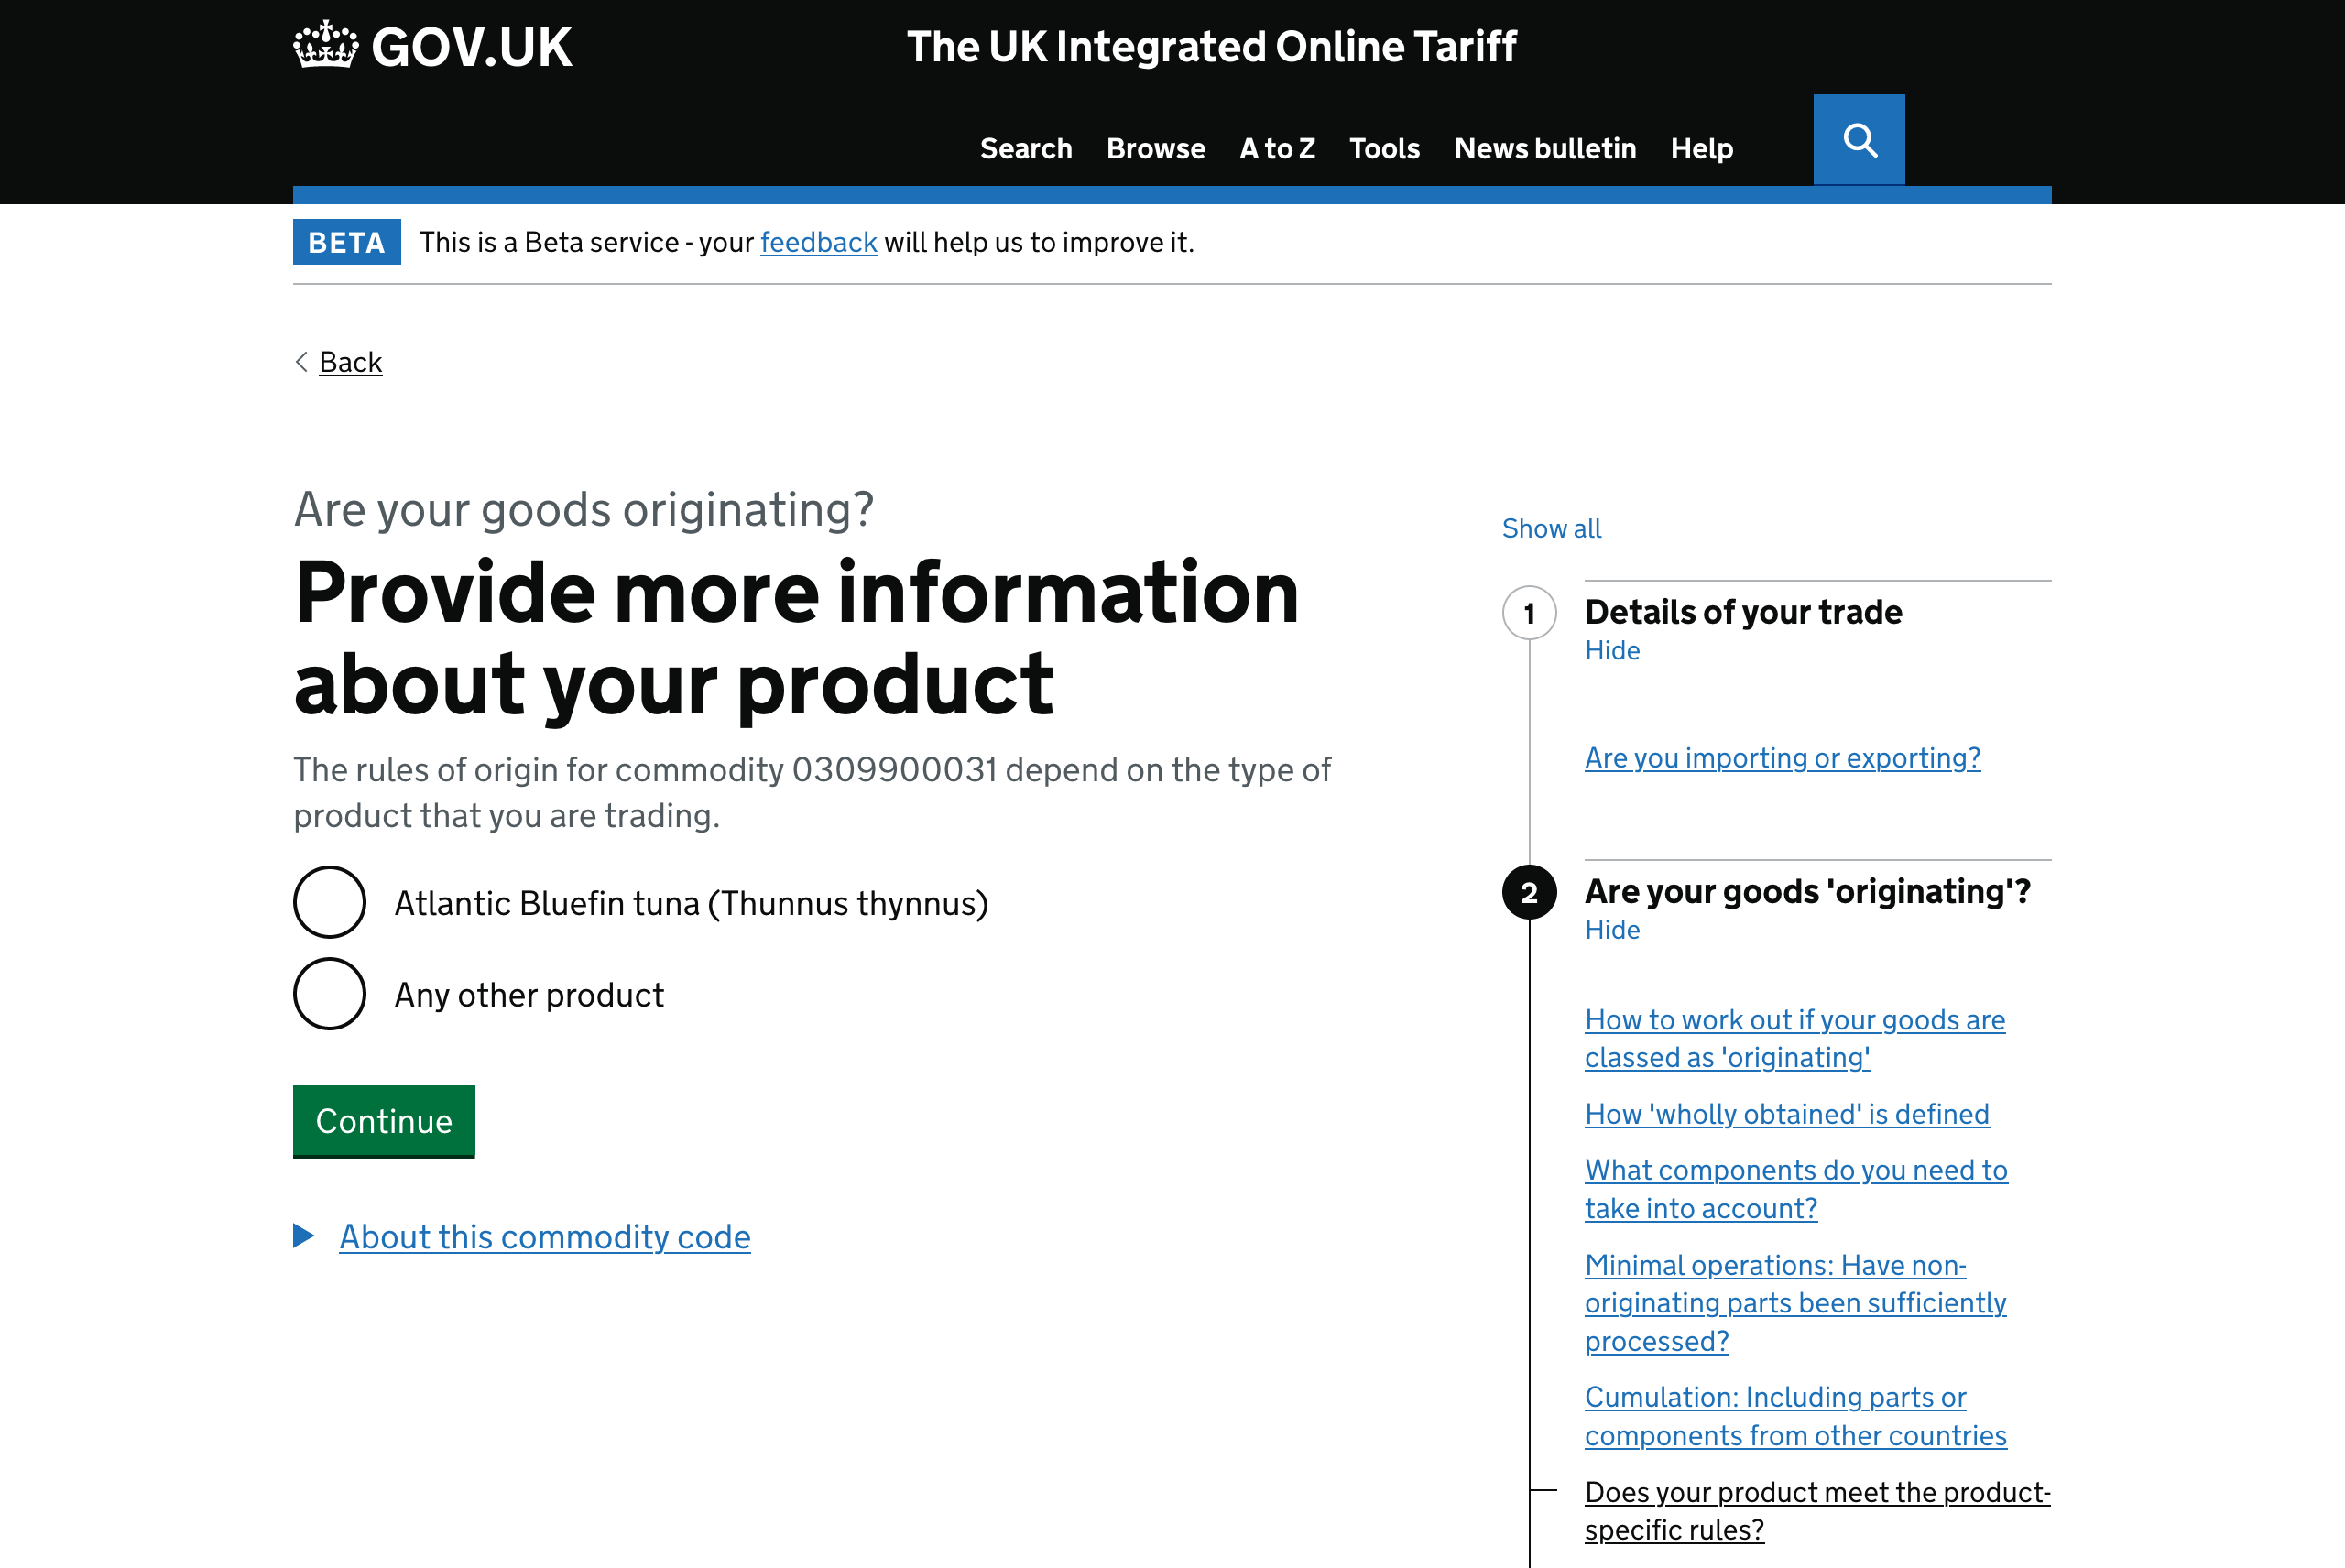 GOV.UK
The UK Integrated Online Tariff
Search Browse A to Z Tools News bulletin Help
BETA This is a Beta service - your feedback will help us to improve it.
Back
Are your goods originating?
Provide more information
about your product
The rules of origin for commodity 0309900031 depend on the type of
product that you are trading.
Atlantic Bluefin tuna (Thunnus thynnus)
Any other product
Continue
About this commodity code
Show all
1 Details of your trade
Hide
Are you importing or exporting?
2 Are your goods 'originating'?
Hide
How to work out if your goods are
classed as 'originating'
How 'wholly obtained' is defined
What components do you need to
take into account?
Minimal operations: Have non-
originating parts been sufficiently
processed?
Cumulation: Including parts or
components from other countries
Does your product meet the product-
specific rules?